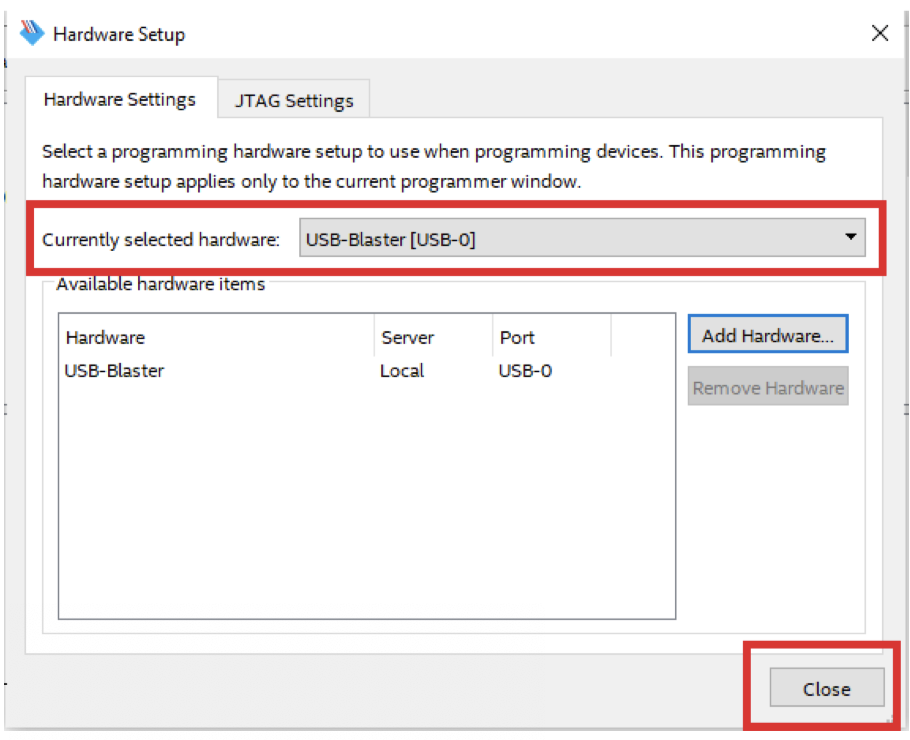 Hardware Setup
Hardware Settings
JTAG Settings
Select a programming hardware setup to use when programming devices. This programming
hardware setup applies only to the current programmer window.
Currently selected hardware:
USB-Blaster [USB-0]
Available hardware items
Hardware Server Port
USB-Blaster Local USB-0
Add Hardware...
Remove Hardware
Close